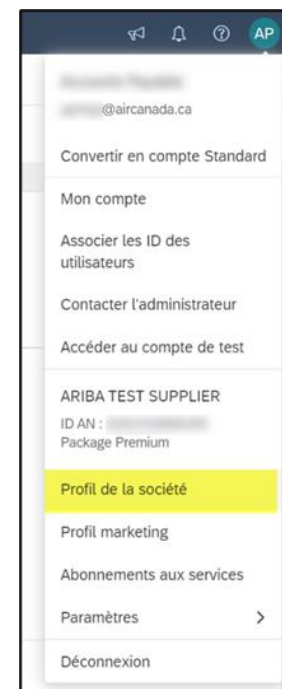 AP
@aircanada.ca
Convertir en compte Standard
Mon compte
Associer les ID des
utilisateurs
Contacter l'administrateur
Accéder au compte de test
ARIBA TEST SUPPLIER
ID AN :
Package Premium
Profil de la société
Profil marketing
Abonnements aux services
Paramètres
Déconnexion